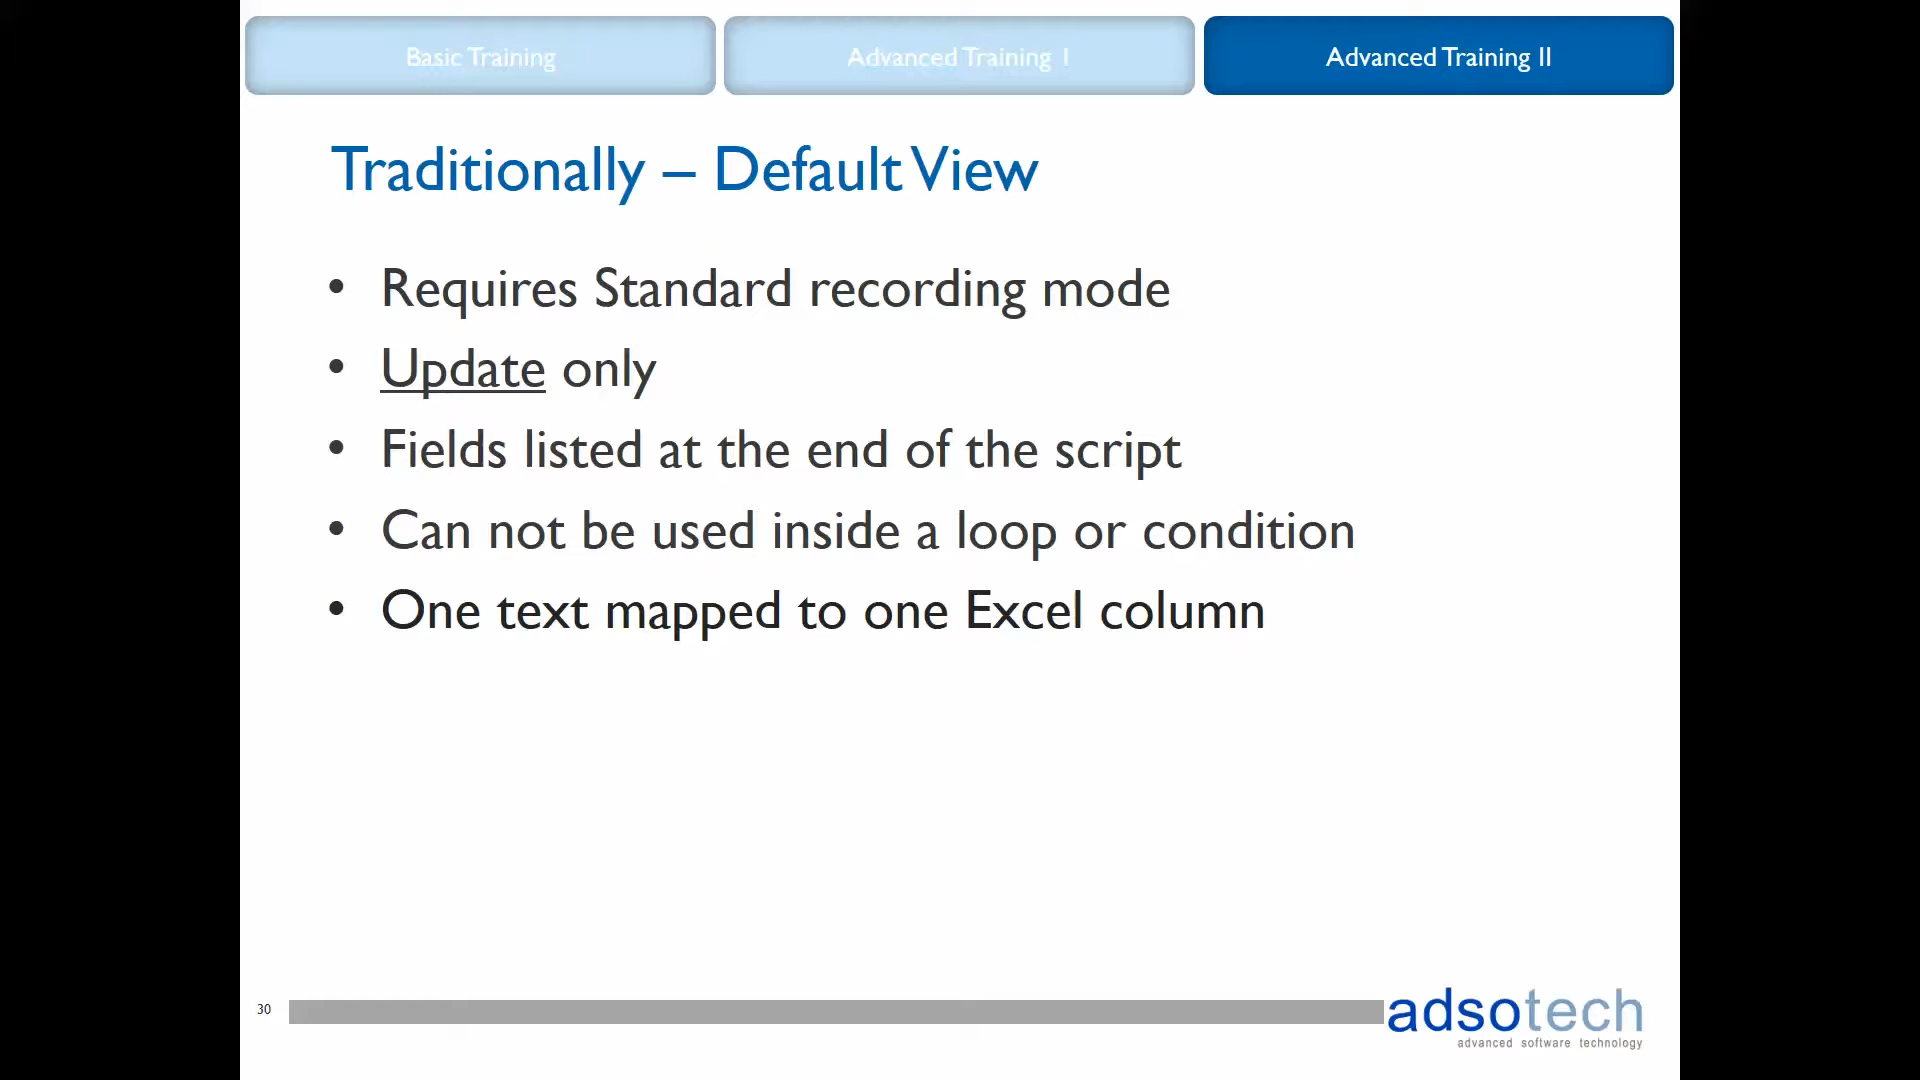 Basic Training
Advanced Training I
Advanced Training II
Traditionally – Default View
• Requires Standard recording mode
• Update only
• Fields listed at the end of the script
• Can not be used inside a loop or condition
• One text mapped to one Excel column
30
adsotech
advanced software technology